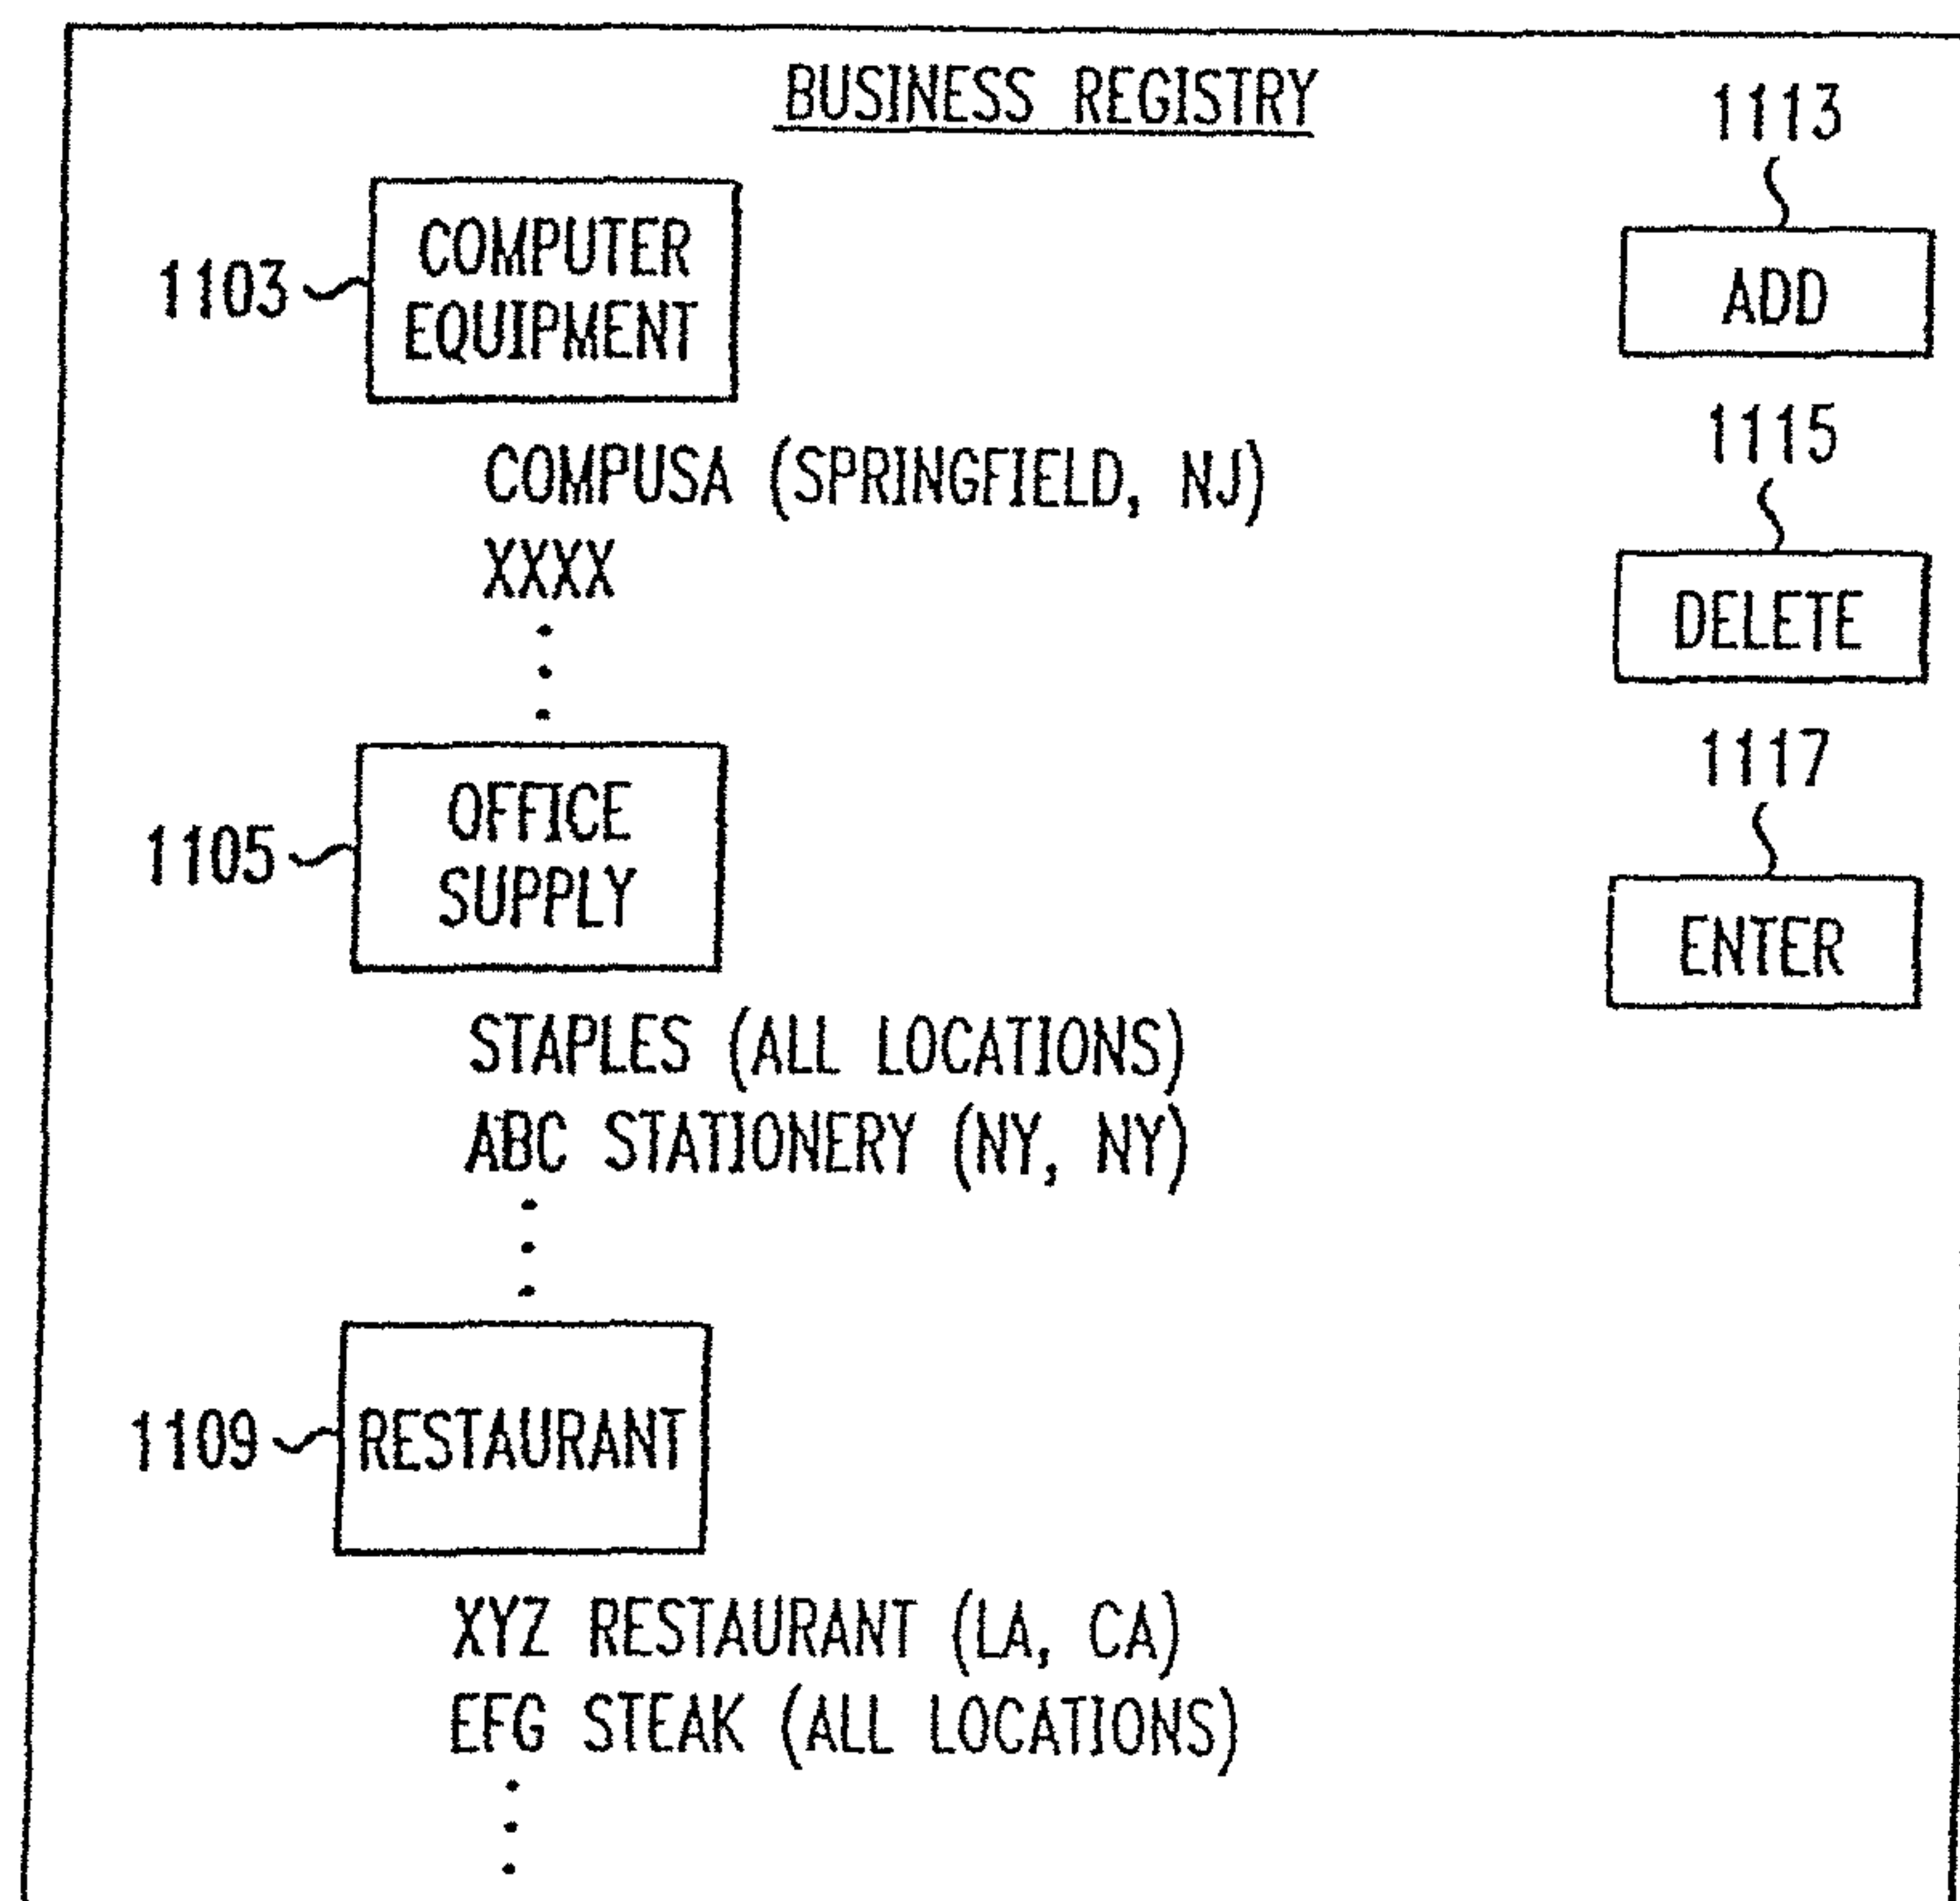 BUSINESS REGISTRY
1103
COMPUTER
EQUIPMENT
COMPUSA (SPRINGFIELD, NJ)
XXXX
1105
OFFICE
SUPPLY
STAPLES (ALL LOCATIONS)
ABC STATIONERY (NY, NY)
1109
RESTAURANT
XYZ RESTAURANT (LA, CA)
EFG STEAK (ALL LOCATIONS)
1113
ADD
1115
DELETE
1117
ENTER